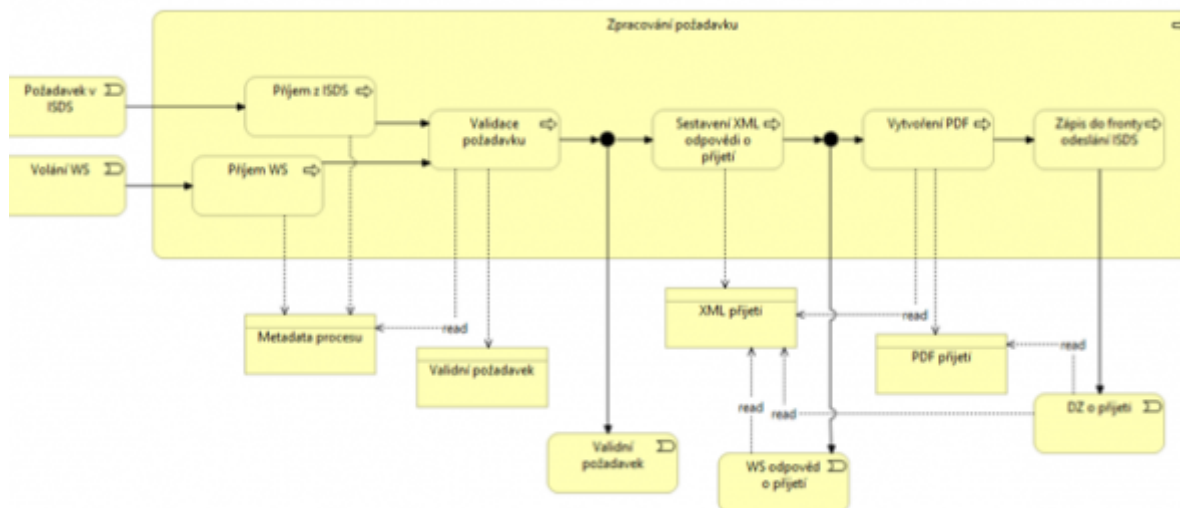 Zpracování požadavku
Požadavek v
ISDS
Příjem z ISDS
Validace
požadavku
Sestavení XML
odpovědi o
přijetí
Vytvoření PDF
Zápis do fronty
odeslání ISDS
Volání WS
Příjem WS
Metadata procesu
read
Validní požadavek
XML přijetí
read
PDF přijetí
read
read
read
DZ o přijetí
Validní
požadavek
WS odpověd
o přijetí